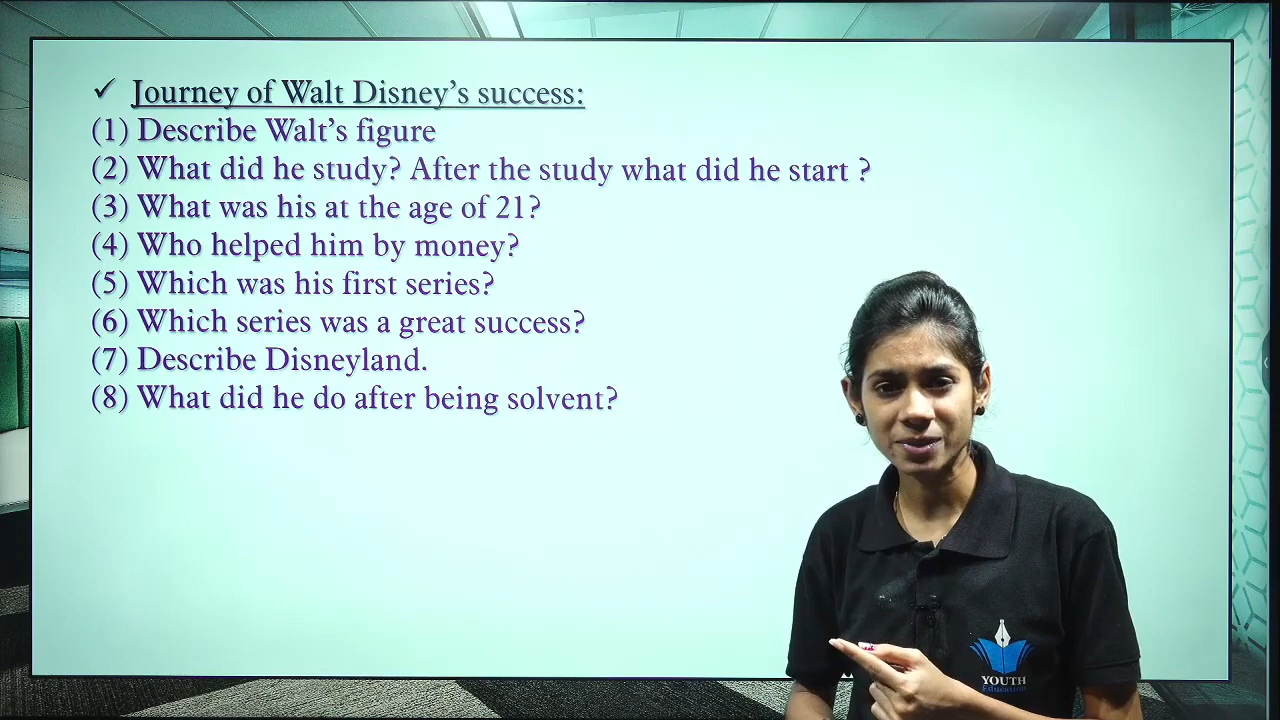 ✓ Journey of Walt Disney's success:
(1) Describe Walt's figure
(2) What did he study? After the study what did he start ?
(3) What was his at the age of 21?
(4) Who helped him by money?
(5) Which was his first series?
(6) Which series was a great success?
(7) Describe Disneyland.
(8) What did he do after being solvent?
YOUTH
Education